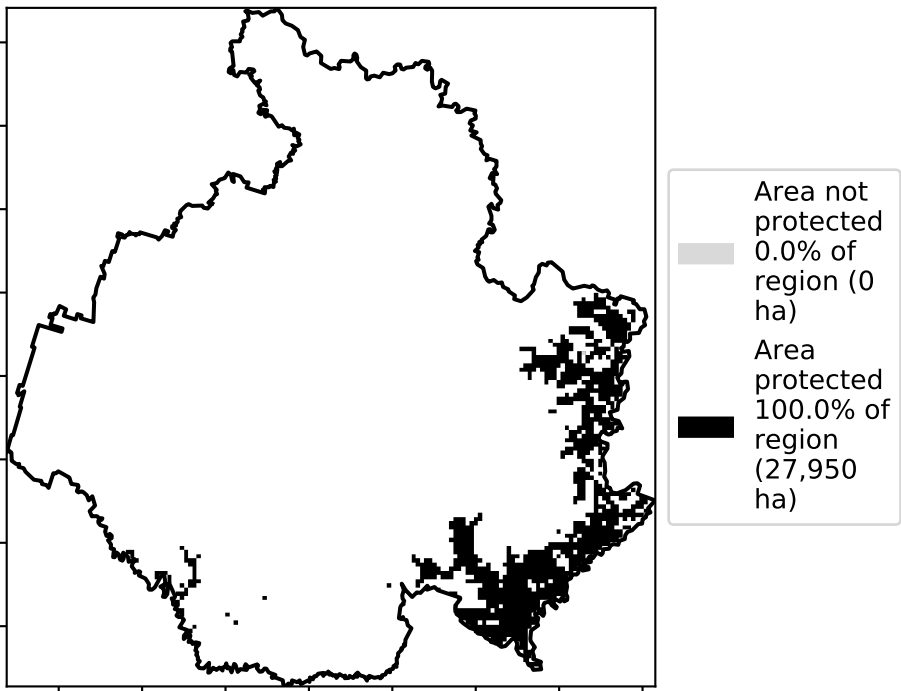 Area not
protected
0.0% of
region (0
ha)
Area
protected
100.0% of
region
(27,950
ha)